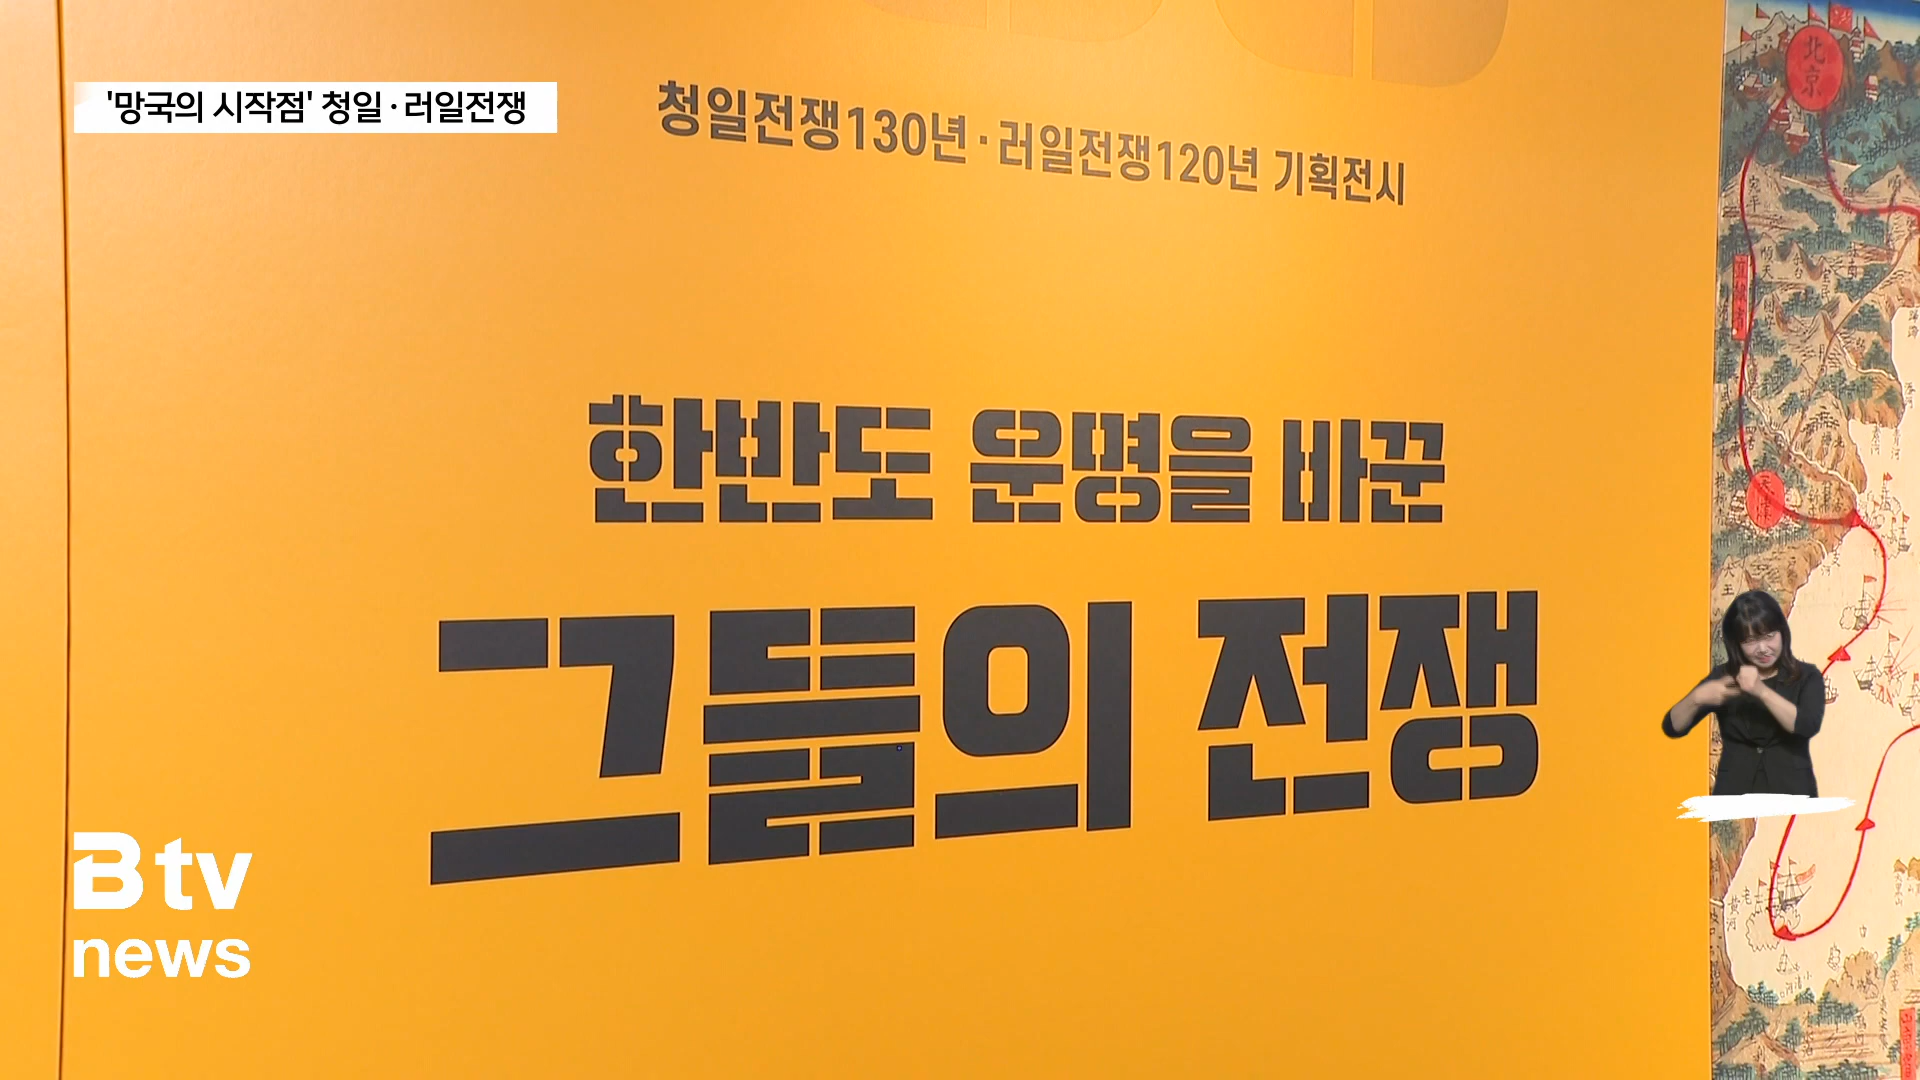 '망국의 시작점' 청일·러일전쟁
청일전쟁130년·러일전쟁120년 기획전시
한반도 운명을 바꾼
그들의 전쟁
B tv
news
北京